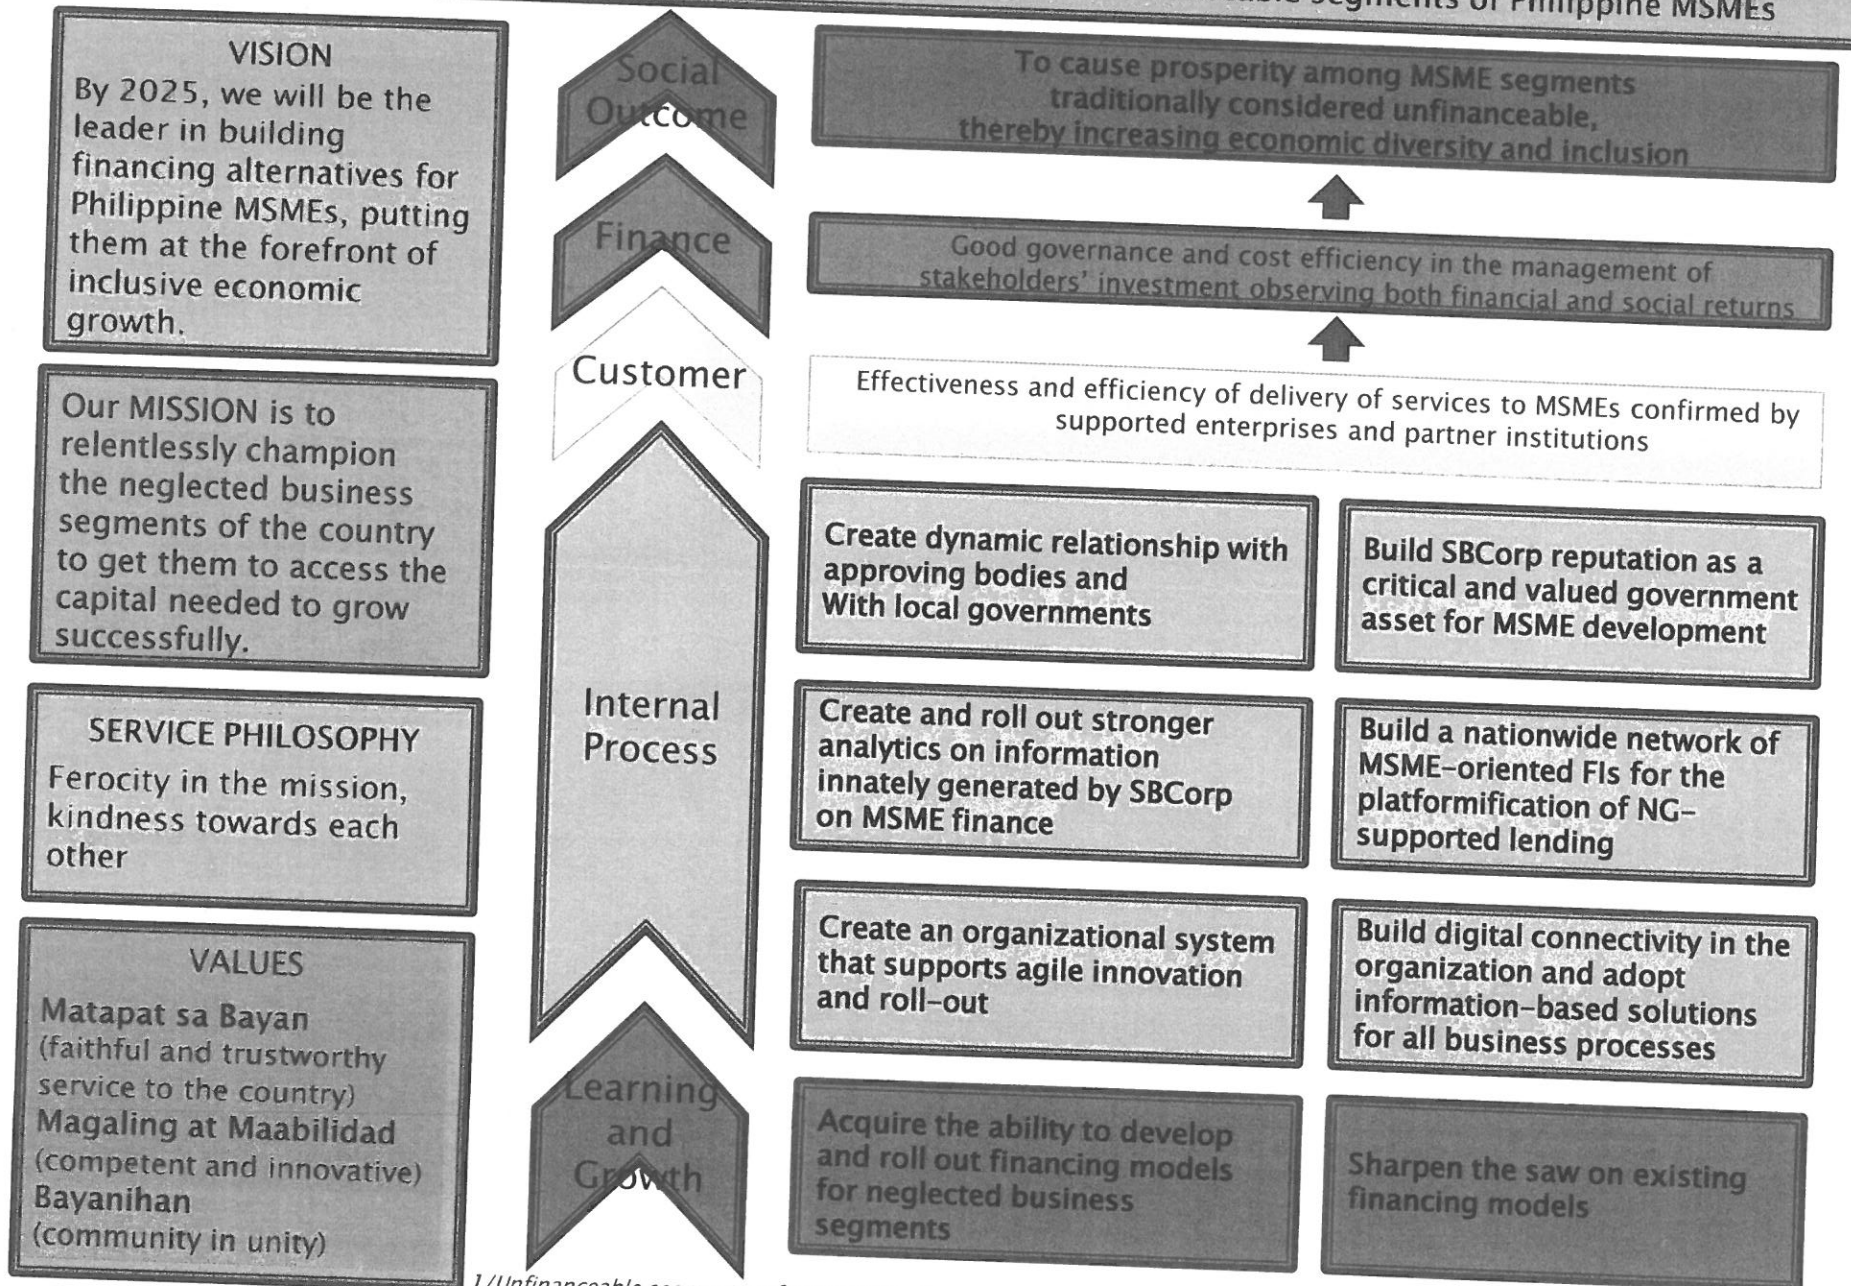 segments of Philippine MSMEs
VISION
By 2025, we will be the
leader in building
financing alternatives for
Philippine MSMEs, putting
them at the forefront of
inclusive economic
growth.
Our MISSION is to
relentlessly champion
the neglected business
segments of the country
to get them to access the
capital needed to grow
successfully.
SERVICE PHILOSOPHY
Ferocity in the mission,
kindness towards each
other
VALUES
Matapat sa Bayan
(faithful and trustworthy
service to the country)
Magaling at Maabilidad
(competent and innovative)
Bayanihan
(community in unity)
Social
Outcome
To cause prosperity among MSME segments
traditionally considered unfinanceable,
thereby increasing economic diversity and inclusion
Finance
Good governance and cost efficiency in the management of
stakeholders' investment observing both financial and social returns
Customer
Effectiveness and efficiency of delivery of services to MSMEs confirmed by
supported enterprises and partner institutions
Internal
Process
Create dynamic relationship with
approving bodies and
With local governments
Build SBCorp reputation as a
critical and valued government
asset for MSME development
Create and roll out stronger
analytics on information
innately generated by SBCorp
on MSME finance
Build a nationwide network of
MSME-oriented FIs for the
platformification of NG-
supported lending
Create an organizational system
that supports agile innovation
and roll-out
Build digital connectivity in the
organization and adopt
information-based solutions
for all business processes
Learning
and
Growth
Acquire the ability to develop
and roll out financing models
for neglected business
segments
Sharpen the saw on existing
financing models
1/Unfinanceable